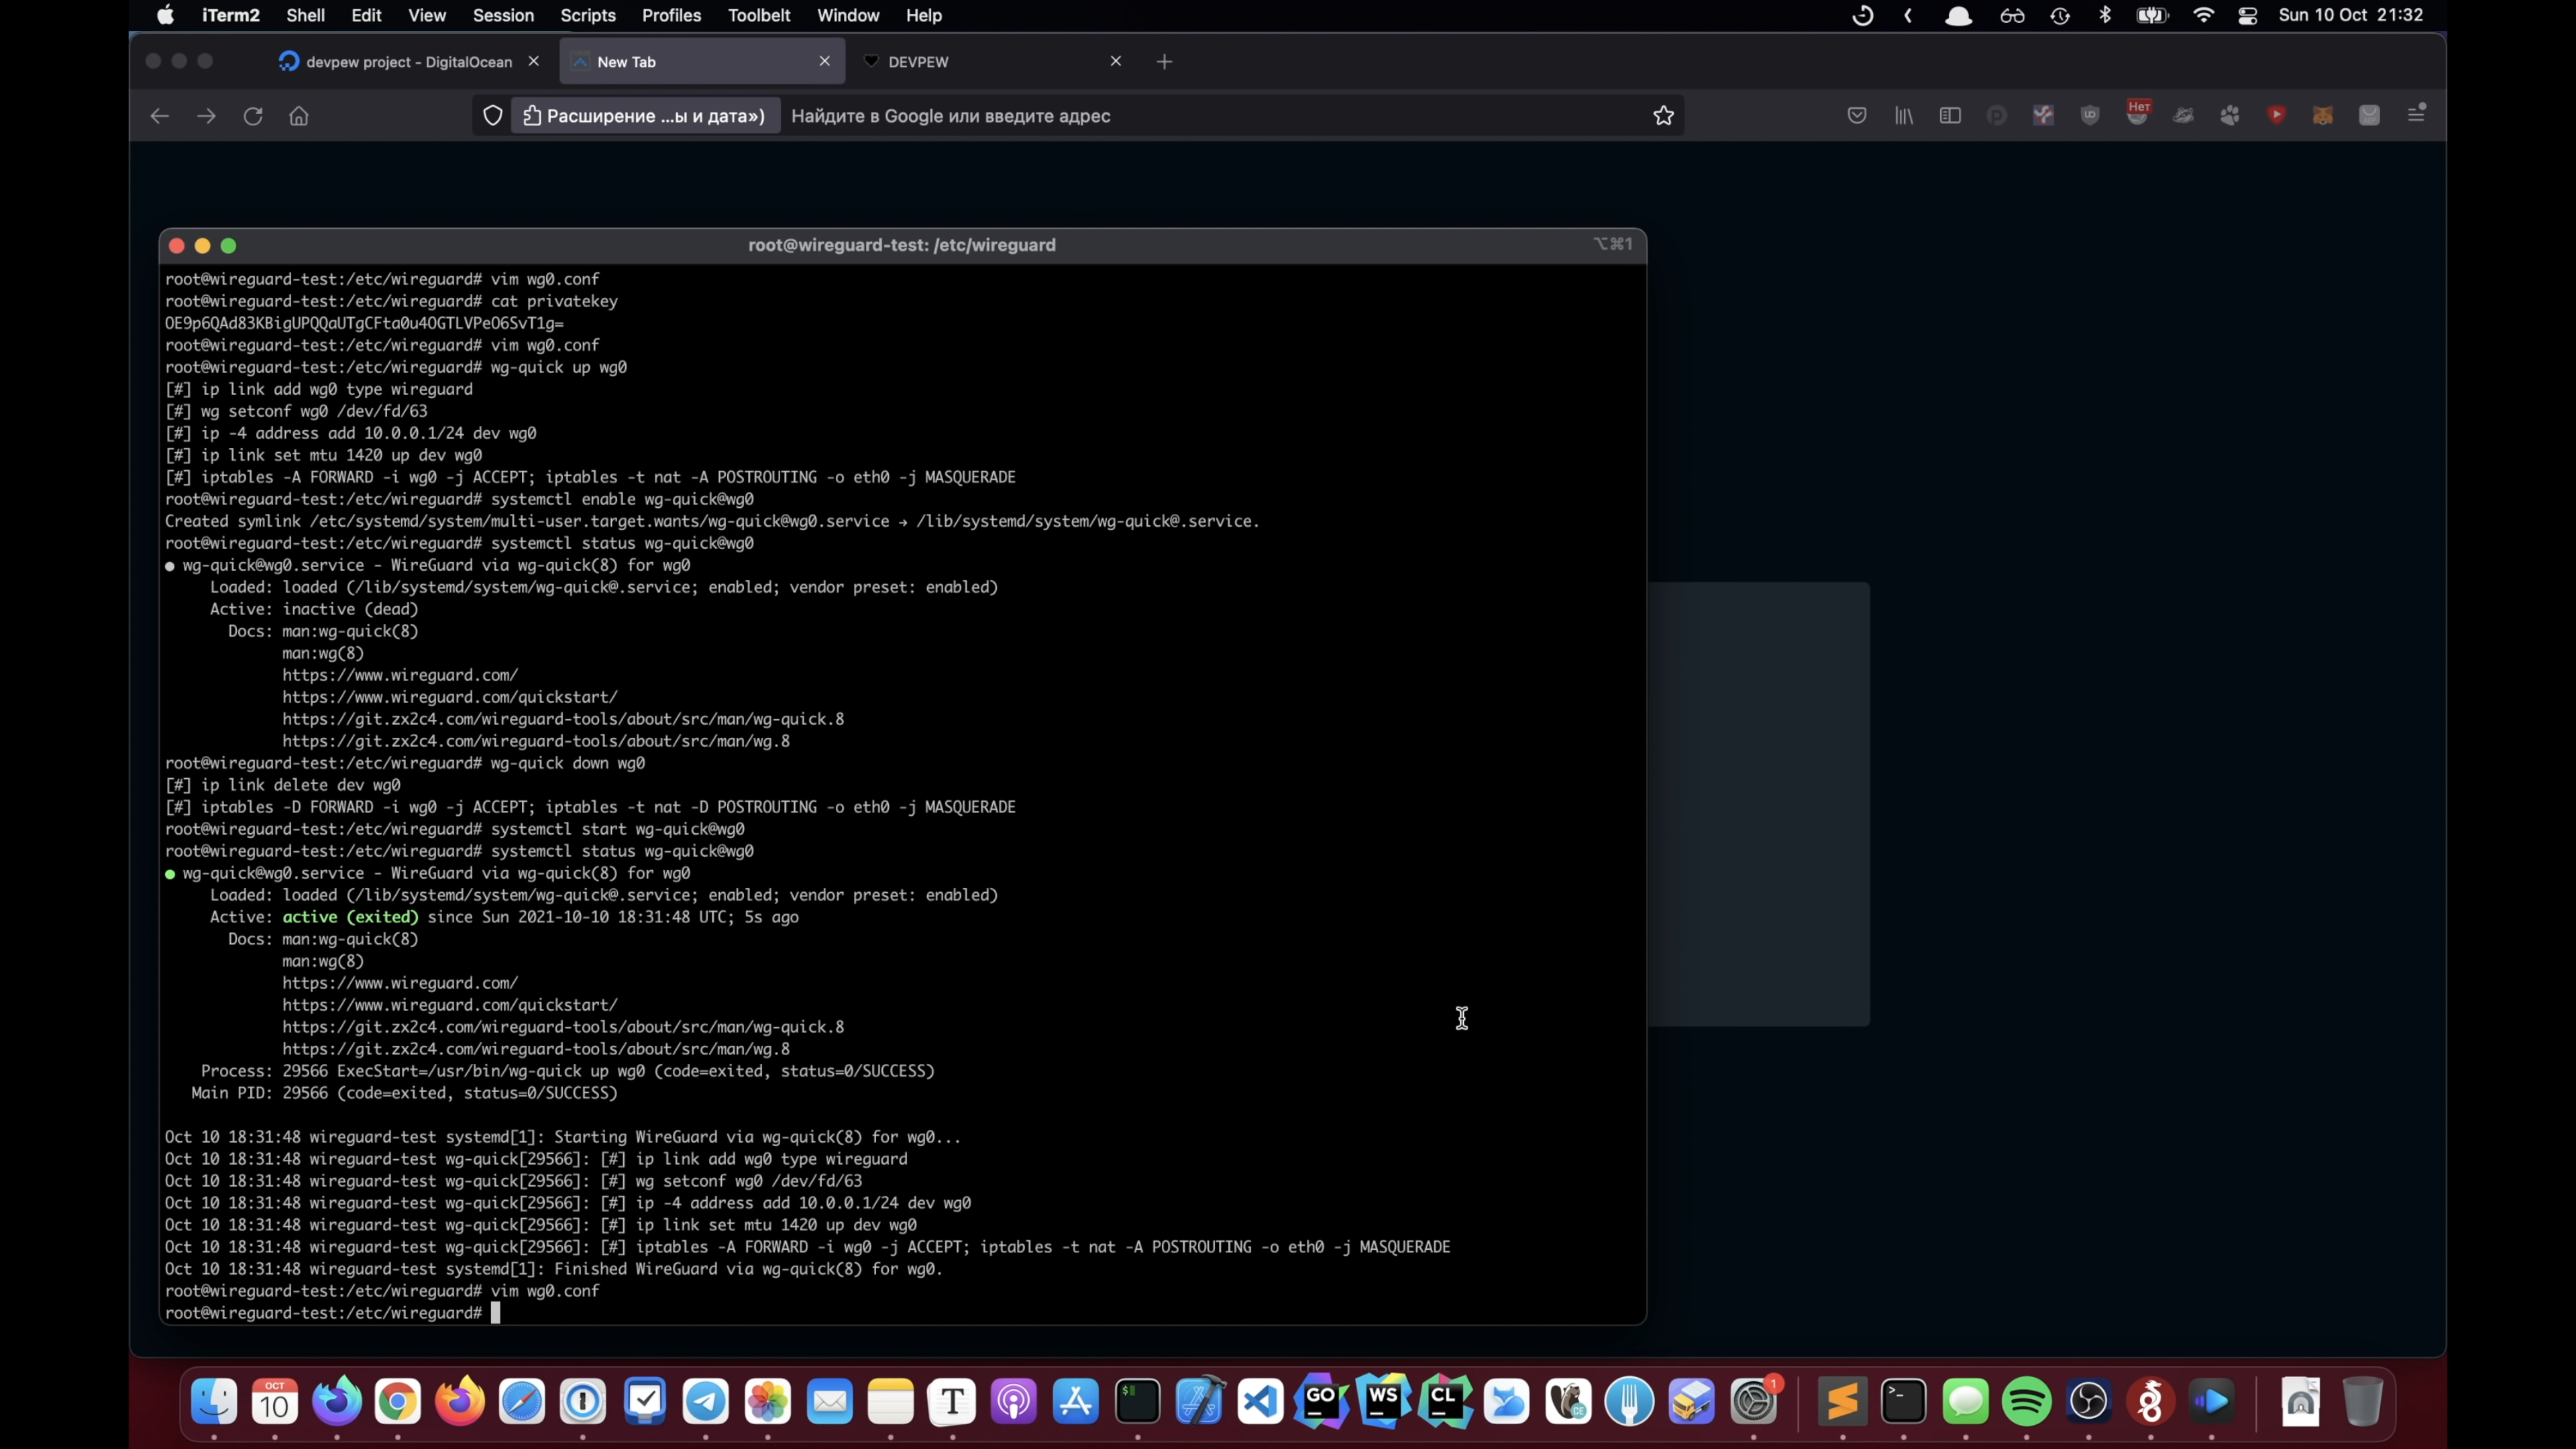 iTerm2 Shell Edit View Session Scripts Profiles Toolbelt Window Help Sun 10 Oct 21:32
devpew project - DigitalOcean New Tab DEVPEW
Расширение ...ы и дата») Найдите в Google или введите адрес Нет
root@wireguard-test: /etc/wireguard ⌥⌘1
root@wireguard-test:/etc/wireguard# vim wg0.conf
root@wireguard-test:/etc/wireguard# cat privatekey
OE9p6QAd83KBigUPQQaUTgCFta0u4OGTLVPeO6SvT1g=
root@wireguard-test:/etc/wireguard# vim wg0.conf
root@wireguard-test:/etc/wireguard# wg-quick up wg0
[#] ip link add wg0 type wireguard
[#] wg setconf wg0 /dev/fd/63
[#] ip -4 address add 10.0.0.1/24 dev wg0
[#] ip link set mtu 1420 up dev wg0
[#] iptables -A FORWARD -i wg0 -j ACCEPT; iptables -t nat -A POSTROUTING -o eth0 -j MASQUERADE
root@wireguard-test:/etc/wireguard# systemctl enable wg-quick@wg0
Created symlink /etc/systemd/system/multi-user.target.wants/wg-quick@wg0.service → /lib/systemd/system/wg-quick@.service.
root@wireguard-test:/etc/wireguard# systemctl status wg-quick@wg0
● wg-quick@wg0.service - WireGuard via wg-quick(8) for wg0
Loaded: loaded (/lib/systemd/system/wg-quick@.service; enabled; vendor preset: enabled)
Active: inactive (dead)
Docs: man:wg-quick(8)
man:wg(8)
https://www.wireguard.com/
https://www.wireguard.com/quickstart/
https://git.zx2c4.com/wireguard-tools/about/src/man/wg-quick.8
https://git.zx2c4.com/wireguard-tools/about/src/man/wg.8
root@wireguard-test:/etc/wireguard# wg-quick down wg0
[#] ip link delete dev wg0
[#] iptables -D FORWARD -i wg0 -j ACCEPT; iptables -t nat -D POSTROUTING -o eth0 -j MASQUERADE
root@wireguard-test:/etc/wireguard# systemctl start wg-quick@wg0
root@wireguard-test:/etc/wireguard# systemctl status wg-quick@wg0
● wg-quick@wg0.service - WireGuard via wg-quick(8) for wg0
Loaded: loaded (/lib/systemd/system/wg-quick@.service; enabled; vendor preset: enabled)
Active: active (exited) since Sun 2021-10-10 18:31:48 UTC; 5s ago
Docs: man:wg-quick(8)
man:wg(8)
https://www.wireguard.com/
https://www.wireguard.com/quickstart/
https://git.zx2c4.com/wireguard-tools/about/src/man/wg-quick.8
https://git.zx2c4.com/wireguard-tools/about/src/man/wg.8
Process: 29566 ExecStart=/usr/bin/wg-quick up wg0 (code=exited, status=0/SUCCESS)
Main PID: 29566 (code=exited, status=0/SUCCESS)
Oct 10 18:31:48 wireguard-test systemd[1]: Starting WireGuard via wg-quick(8) for wg0...
Oct 10 18:31:48 wireguard-test wg-quick[29566]: [#] ip link add wg0 type wireguard
Oct 10 18:31:48 wireguard-test wg-quick[29566]: [#] wg setconf wg0 /dev/fd/63
Oct 10 18:31:48 wireguard-test wg-quick[29566]: [#] ip -4 address add 10.0.0.1/24 dev wg0
Oct 10 18:31:48 wireguard-test wg-quick[29566]: [#] ip link set mtu 1420 up dev wg0
Oct 10 18:31:48 wireguard-test wg-quick[29566]: [#] iptables -A FORWARD -i wg0 -j ACCEPT; iptables -t nat -A POSTROUTING -o eth0 -j MASQUERADE
Oct 10 18:31:48 wireguard-test systemd[1]: Finished WireGuard via wg-quick(8) for wg0.
root@wireguard-test:/etc/wireguard# vim wg0.conf
root@wireguard-test:/etc/wireguard#
OCT
10 T GO WS CL CE 1